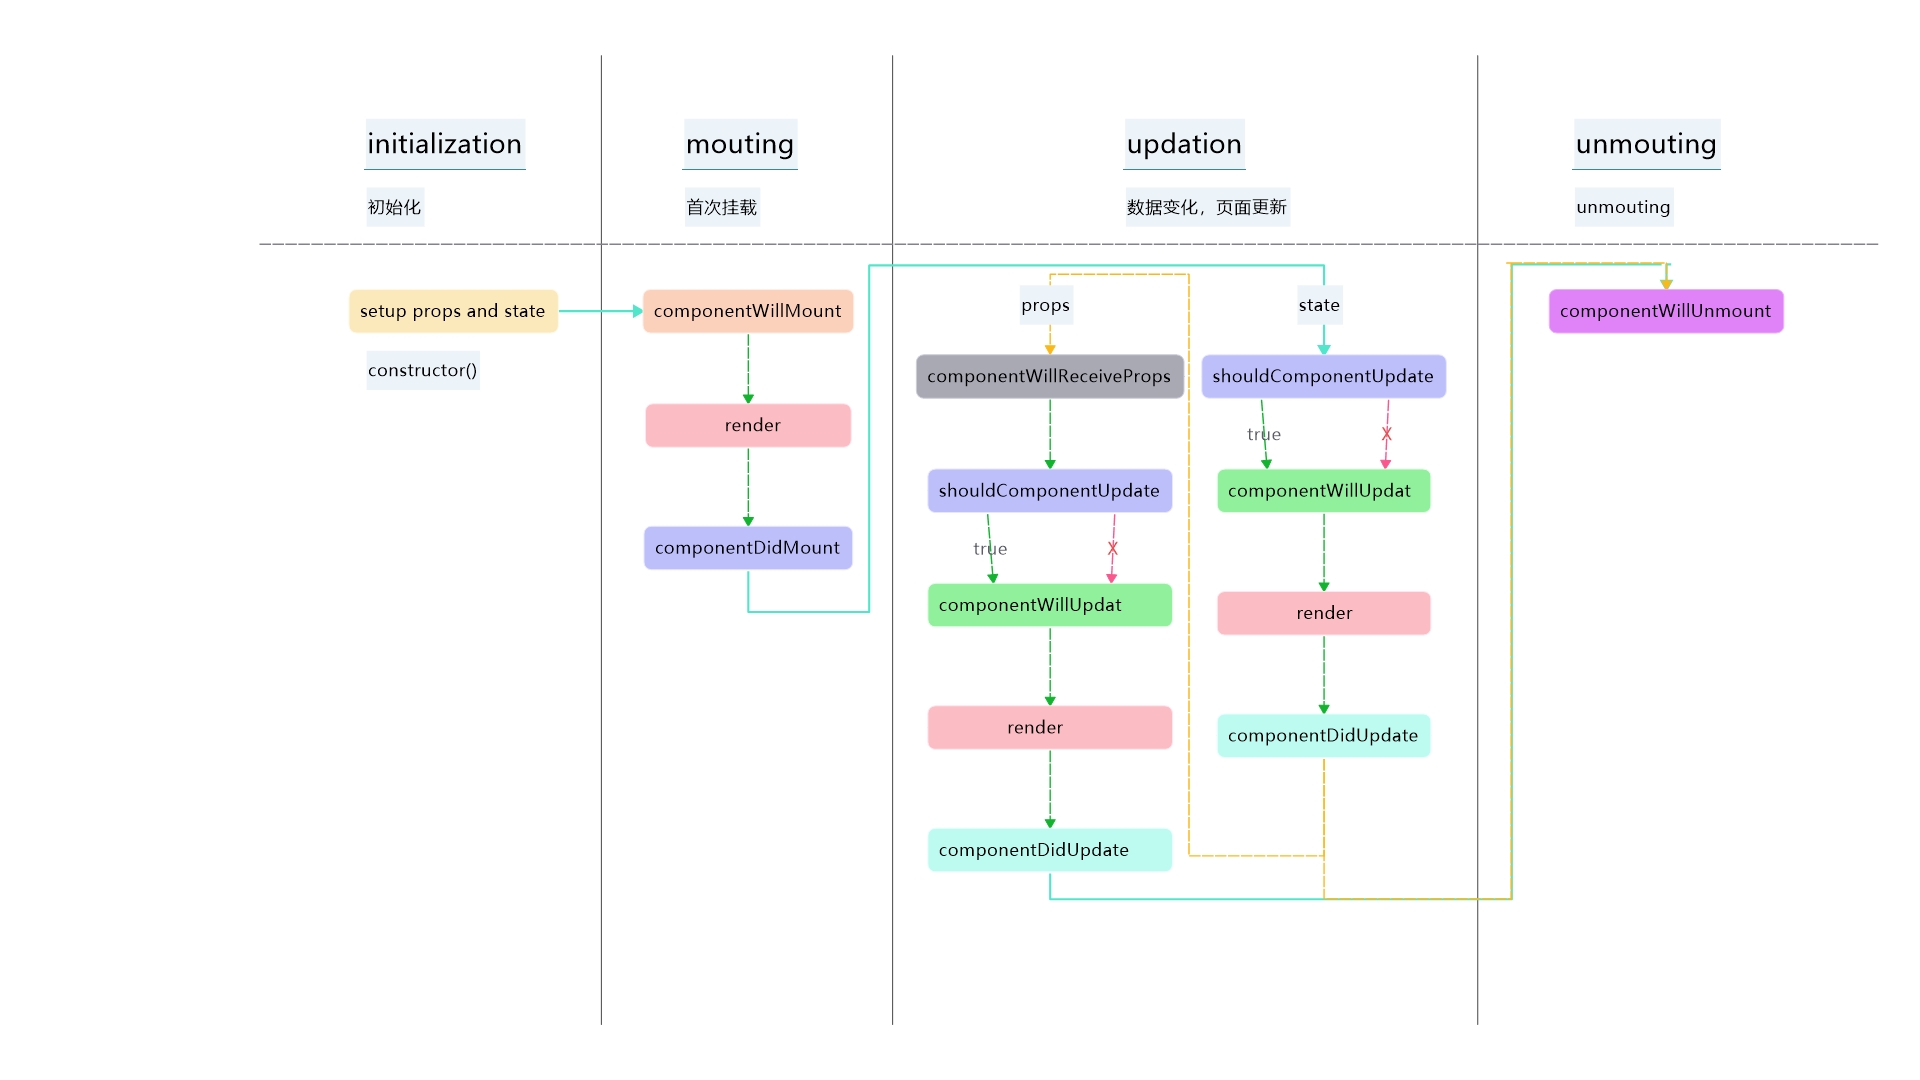 initialization
初始化
setup props and state
constructor()
mouting
首次挂载
componentWillMount
render
componentDidMount
updation
数据变化，页面更新
props
componentWillReceiveProps
shouldComponentUpdate
true
X
componentWillUpdat
render
componentDidUpdate
state
shouldComponentUpdate
true
X
componentWillUpdat
render
componentDidUpdate
unmouting
unmouting
componentWillUnmount